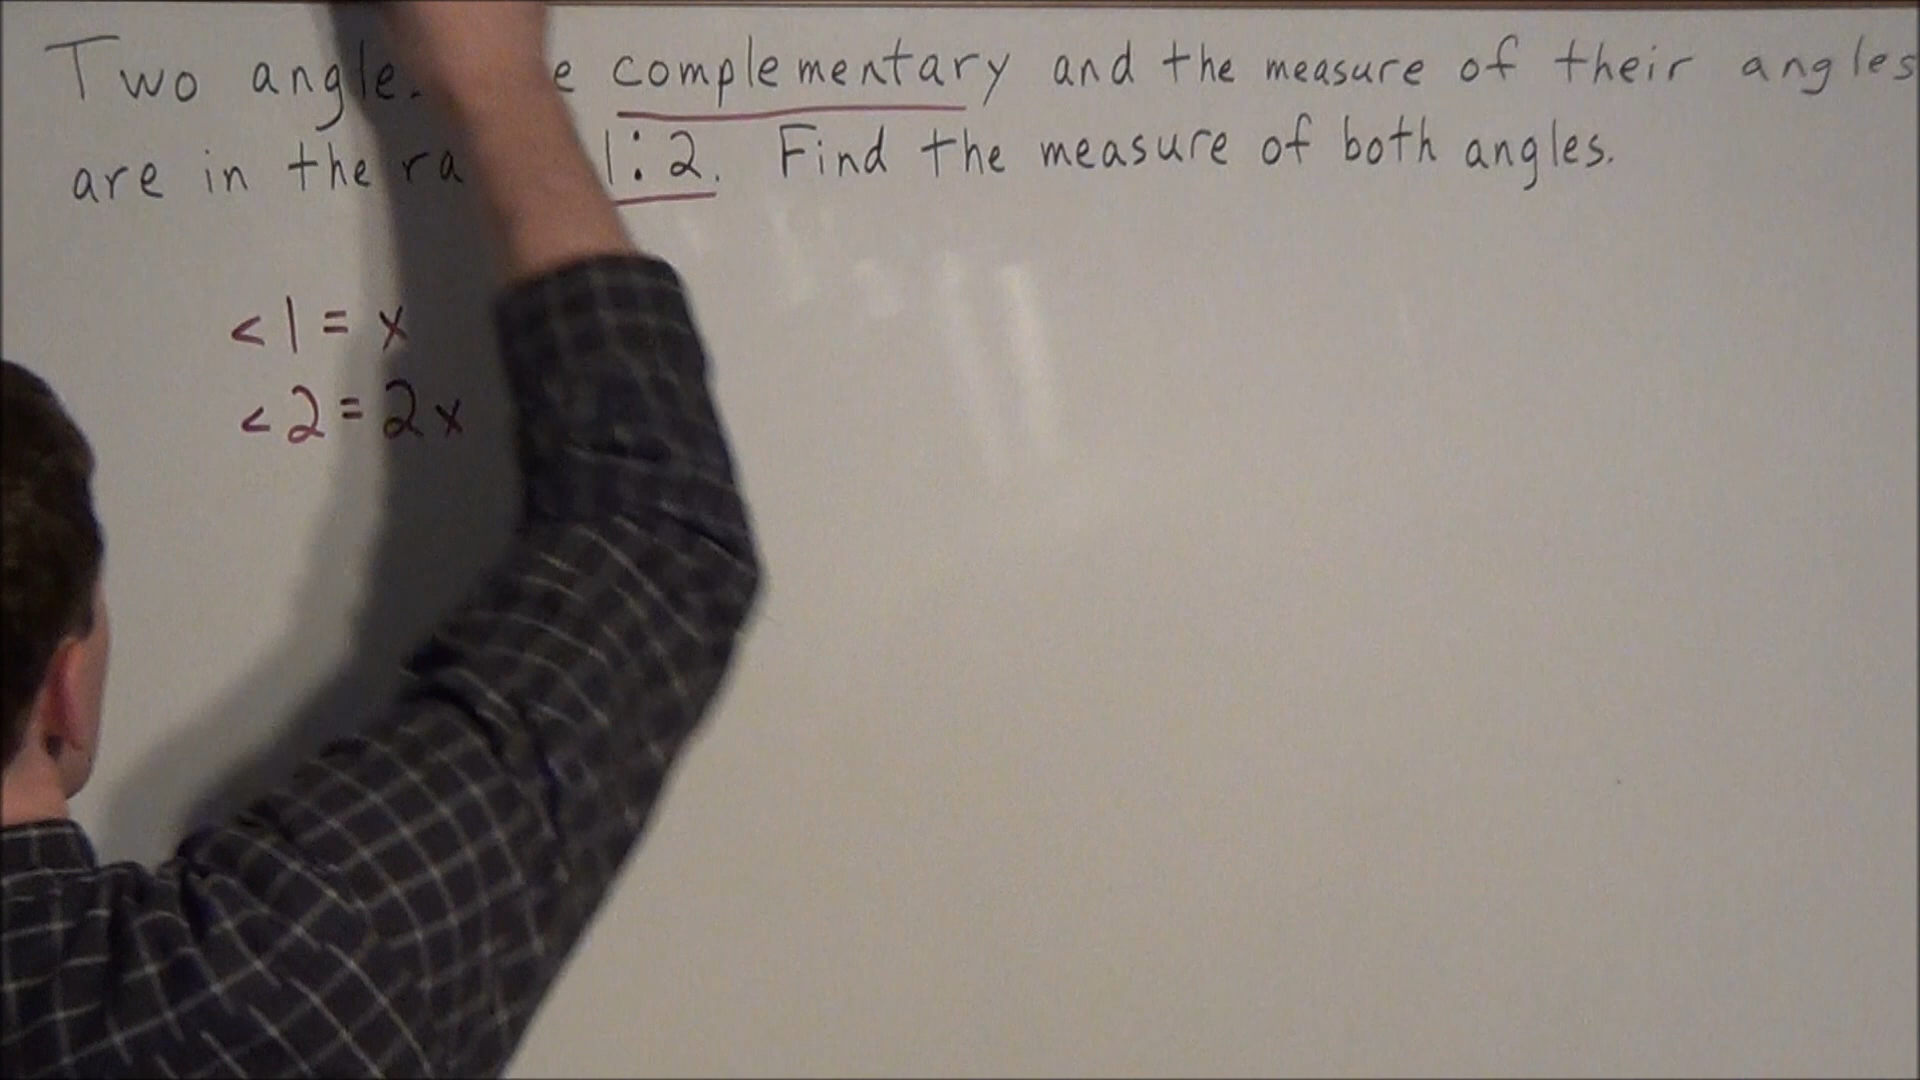 Two angle e complementary and the measure of their angles
are in the ra 1:2. Find the measure of both angles.
<1 = x
<2 = 2x